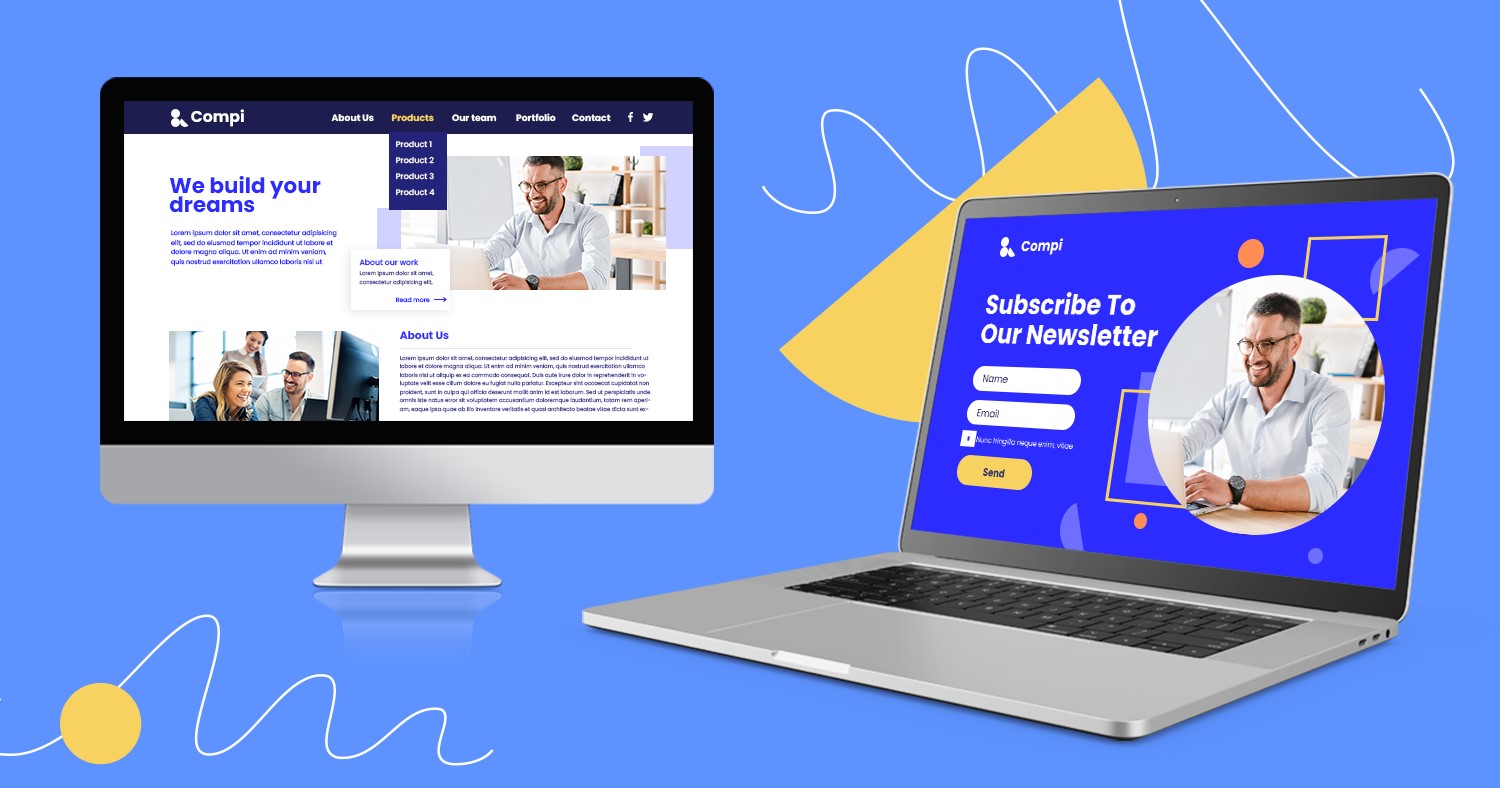 Compi
About Us Products Our team Portfolio Contact
Product 1
Product 2
Product 3
Product 4
We build your
dreams
Lorem ipsum dolor sit amet, consectetur adipisicing
elit, sed do eiusmod tempor incididunt ut labore et
dolore magna aliqua. Ut enim ad minim veniam,
quis nostrud exercitation ullamco laboris nisi ut
About our work
Lorem ipsum dolor sit amet,
consectetur adipisicing elit,
Read more
About Us
Lorem ipsum dolor sit amet, consectetur adipisicing elit, sed do eiusmod tempor incididunt ut
labore et dolore magna aliqua. Ut enim ad minim veniam, quis nostrud exercitation ullamco
laboris nisi ut aliquip ex ea commodo consequat. Duis aute irure dolor in reprehenderit in vo-
luptate velit esse cillum dolore eu fugiat nulla pariatur. Excepteur sint occaecat cupidatat non
proident, sunt in culpa qui officia deserunt mollit anim id est laborum. Sed ut perspiciatis unde
omnis iste natus error sit voluptatem accusantium doloremque laudantium, totam rem aperi-
am, eaque ipsa quae ab illo inventore veritatis et quasi architecto beatae vitae dicta sunt ex-
Compi
Subscribe To
Our Newsletter
Name
Email
Nunc fringilla neque enim, vitae
Send